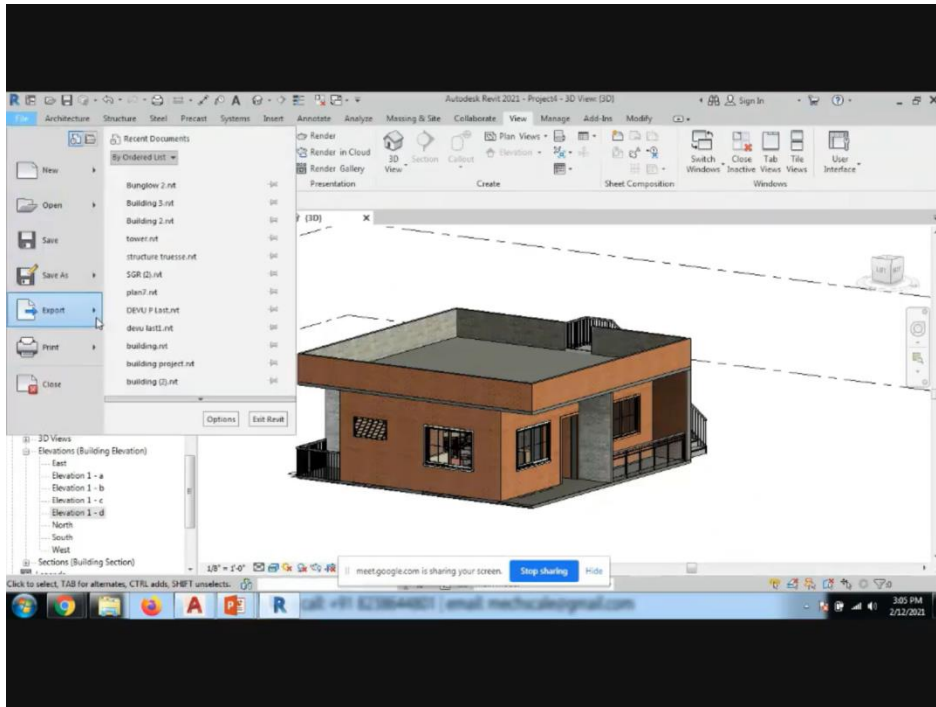 Autodesk Revit 2021 - Project4 - 3D View: {3D}
Sign In
File Architecture Structure Steel Precast Systems Insert Annotate Analyze Massing & Site Collaborate View Manage Add-Ins Modify
Recent Documents
By Ordered List
New
Open
Save
Save As
Export
Print
Close
Bunglow 2.rvt
Building 3.rvt
Building 2.rvt
tower.rvt
structure truesse.rvt
SGR (2).rvt
plan7.rvt
DEVU P Last.rvt
devu last1.rvt
building.rvt
building project.rvt
building (2).rvt
Options
Exit Revit
Render
Render in Cloud
Render Gallery
Presentation
3D
View
Section
Callout
Plan Views
Elevation
Create
Sheet Composition
Switch
Windows
Close
Inactive
Tab
Views
Tile
Views
Windows
User
Interface
(3D)
3D Views
Elevations (Building Elevation)
East
Elevation 1 - a
Elevation 1 - b
Elevation 1 - c
Elevation 1 - d
North
South
West
Sections (Building Section)
1/8" = 1'-0"
meet.google.com is sharing your screen.
Stop sharing
Hide
Click to select, TAB for alternates, CTRL adds, SHIFT unselects.
:0
3:05 PM
2/12/2021